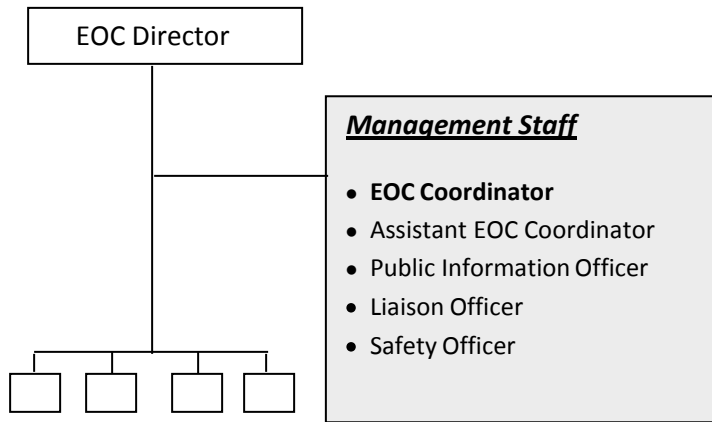 EOC Director
Management Staff
• EOC Coordinator
• Assistant EOC Coordinator
• Public Information Officer
• Liaison Officer
• Safety Officer